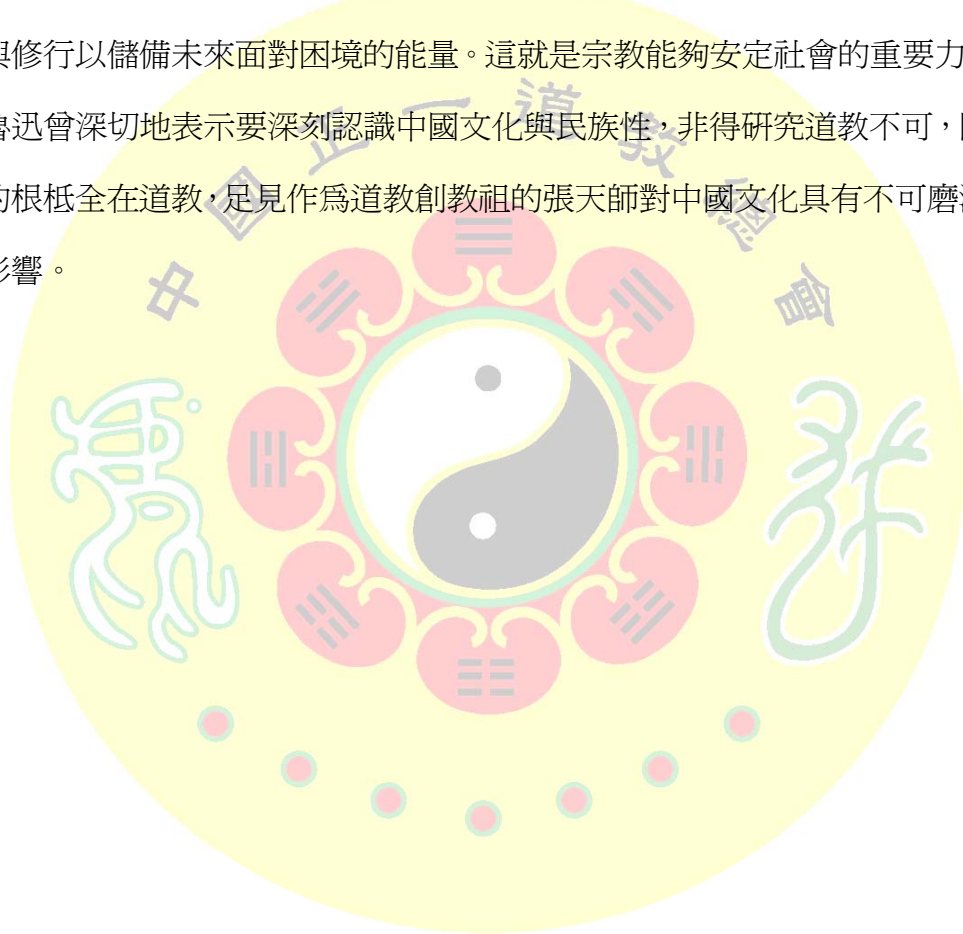 與修行以儲備未來面對困境的能量。這就是宗教能夠安定社會的重要力
魯迅曾深切地表示要深刻認識中國文化與民族性，非得研究道教不可，
的根柢全在道教，足見作為道教創教祖的張天師對中國文化具有不可磨
影響。
中國正一道教總會